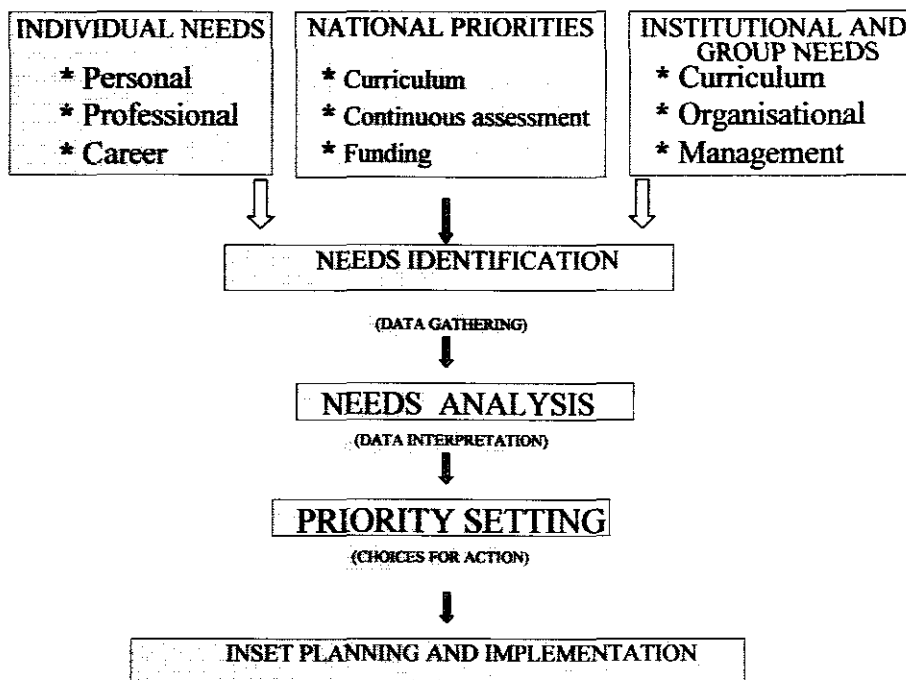 INDIVIDUAL NEEDS
* Personal
* Professional
* Career
NATIONAL PRIORITIES
* Curriculum
* Continuous assessment
* Funding
INSTITUTIONAL AND
GROUP NEEDS
* Curriculum
* Organisational
* Management
NEEDS IDENTIFICATION
(DATA GATHERING)
NEEDS ANALYSIS
(DATA INTERPRETATION)
PRIORITY SETTING
(CHOICES FOR ACTION)
INSET PLANNING AND IMPLEMENTATION